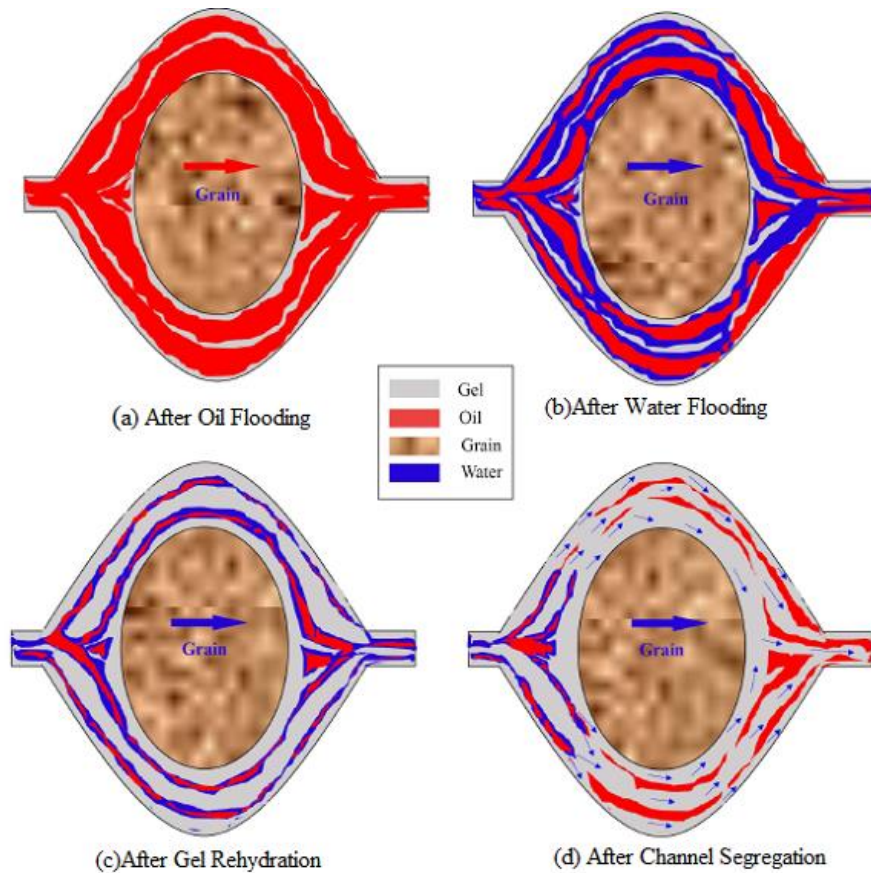 Grain
Grain
(a) After Oil Flooding
(b)After Water Flooding
Gel
Oil
Grain
Water
Grain
Grain
(c)After Gel Rehydration
(d) After Channel Segregation